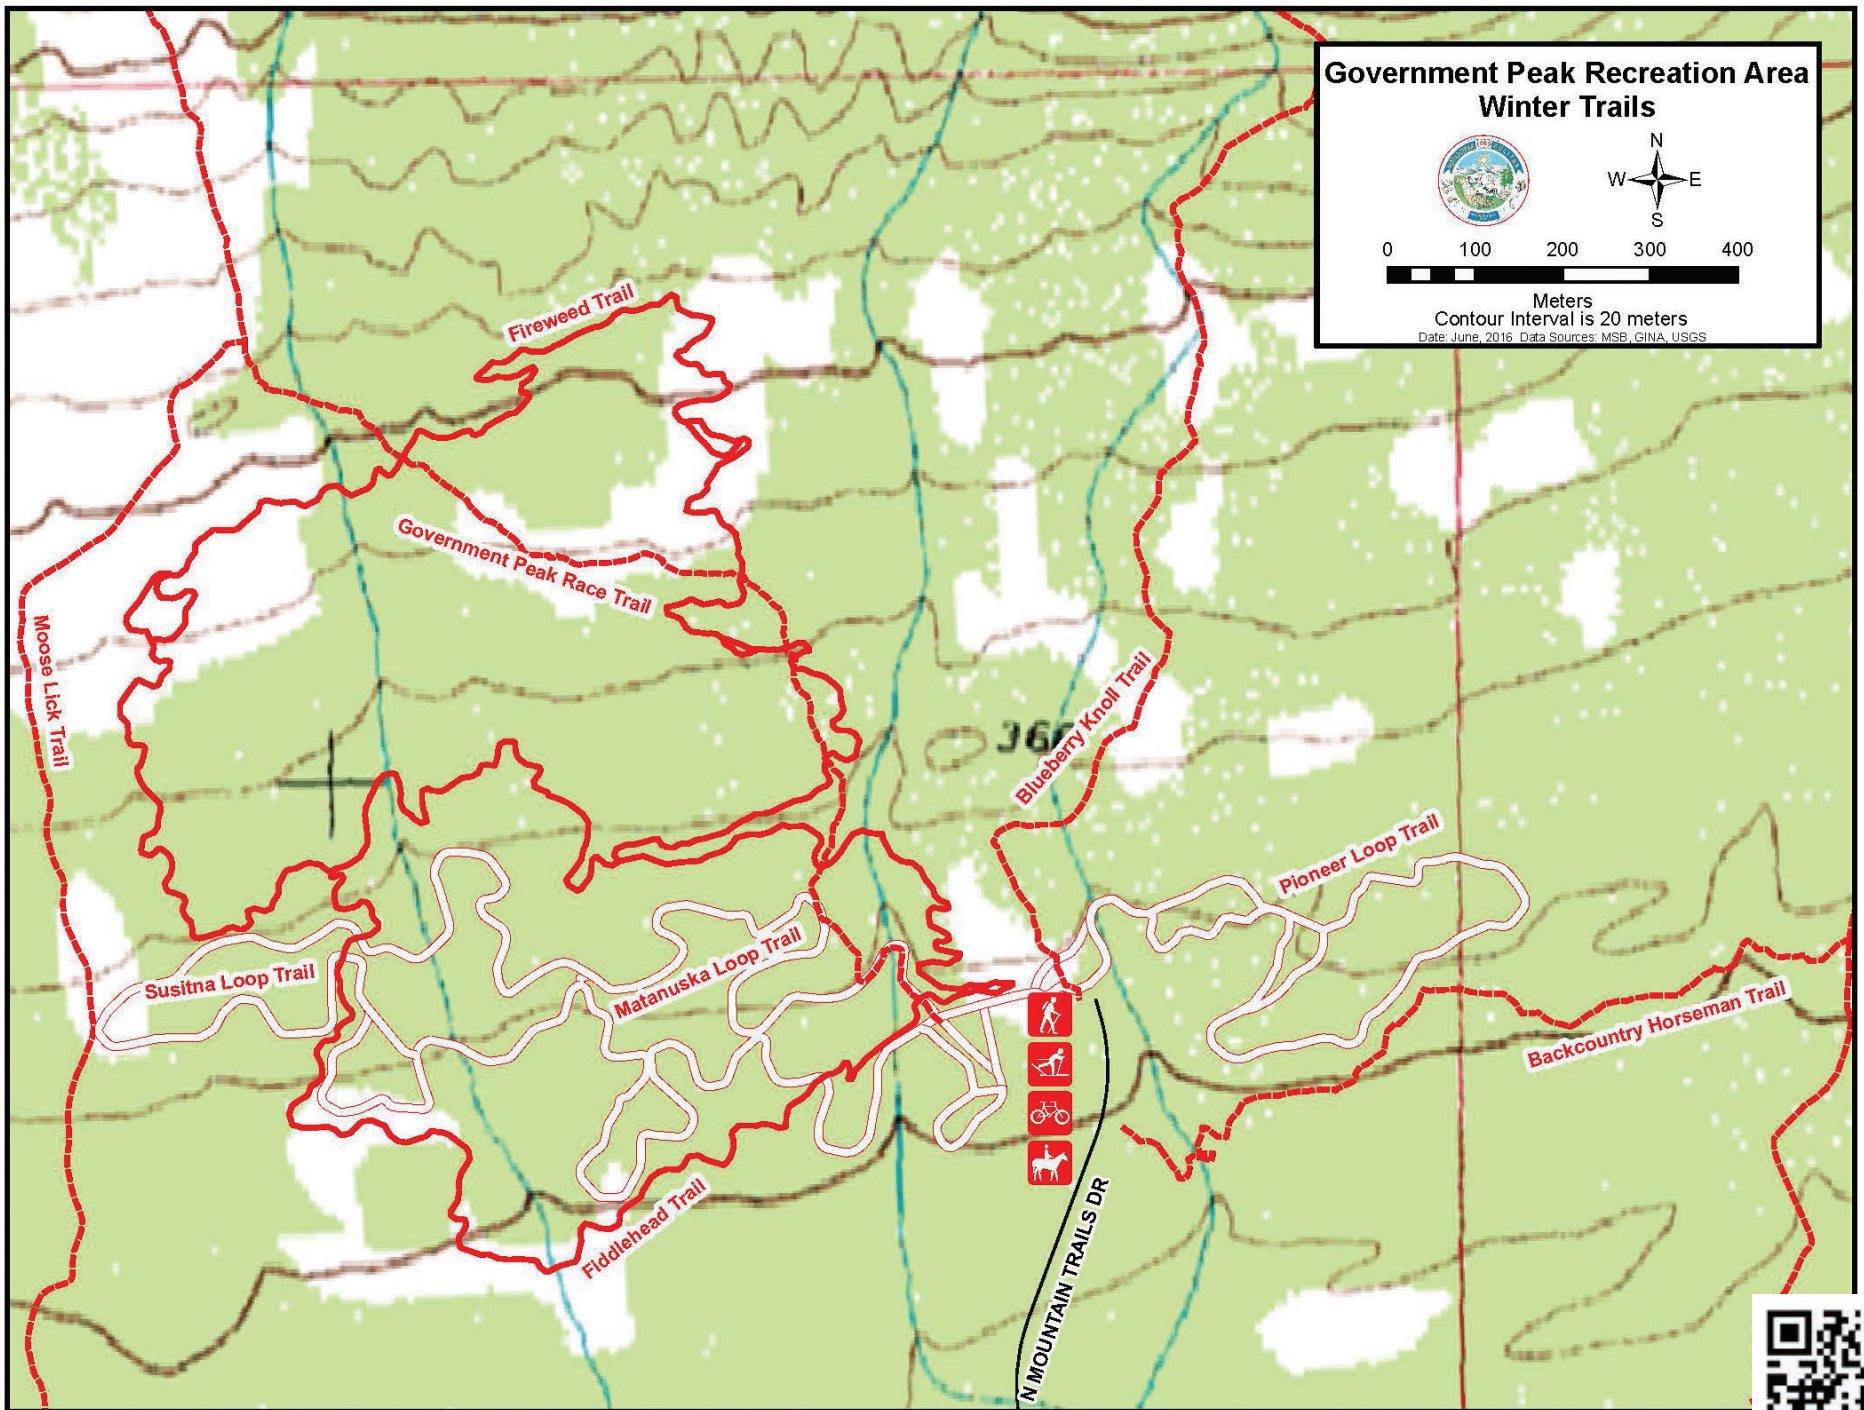 Government Peak Recreation Area
Winter Trails
N
W E
S
0 100 200 300 400
Meters
Contour Interval is 20 meters
Date: June, 2016 Data Sources: MSB, GINA, USGS
Fireweed Trail
Government Peak Race Trail
Moose Lick Trail
36
Blueberry Knoll Trail
Pioneer Loop Trail
Susitna Loop Trail
Matanuska Loop Trail
Backcountry Horseman Trail
Fiddlehead Trail
N MOUNTAIN TRAILS DR